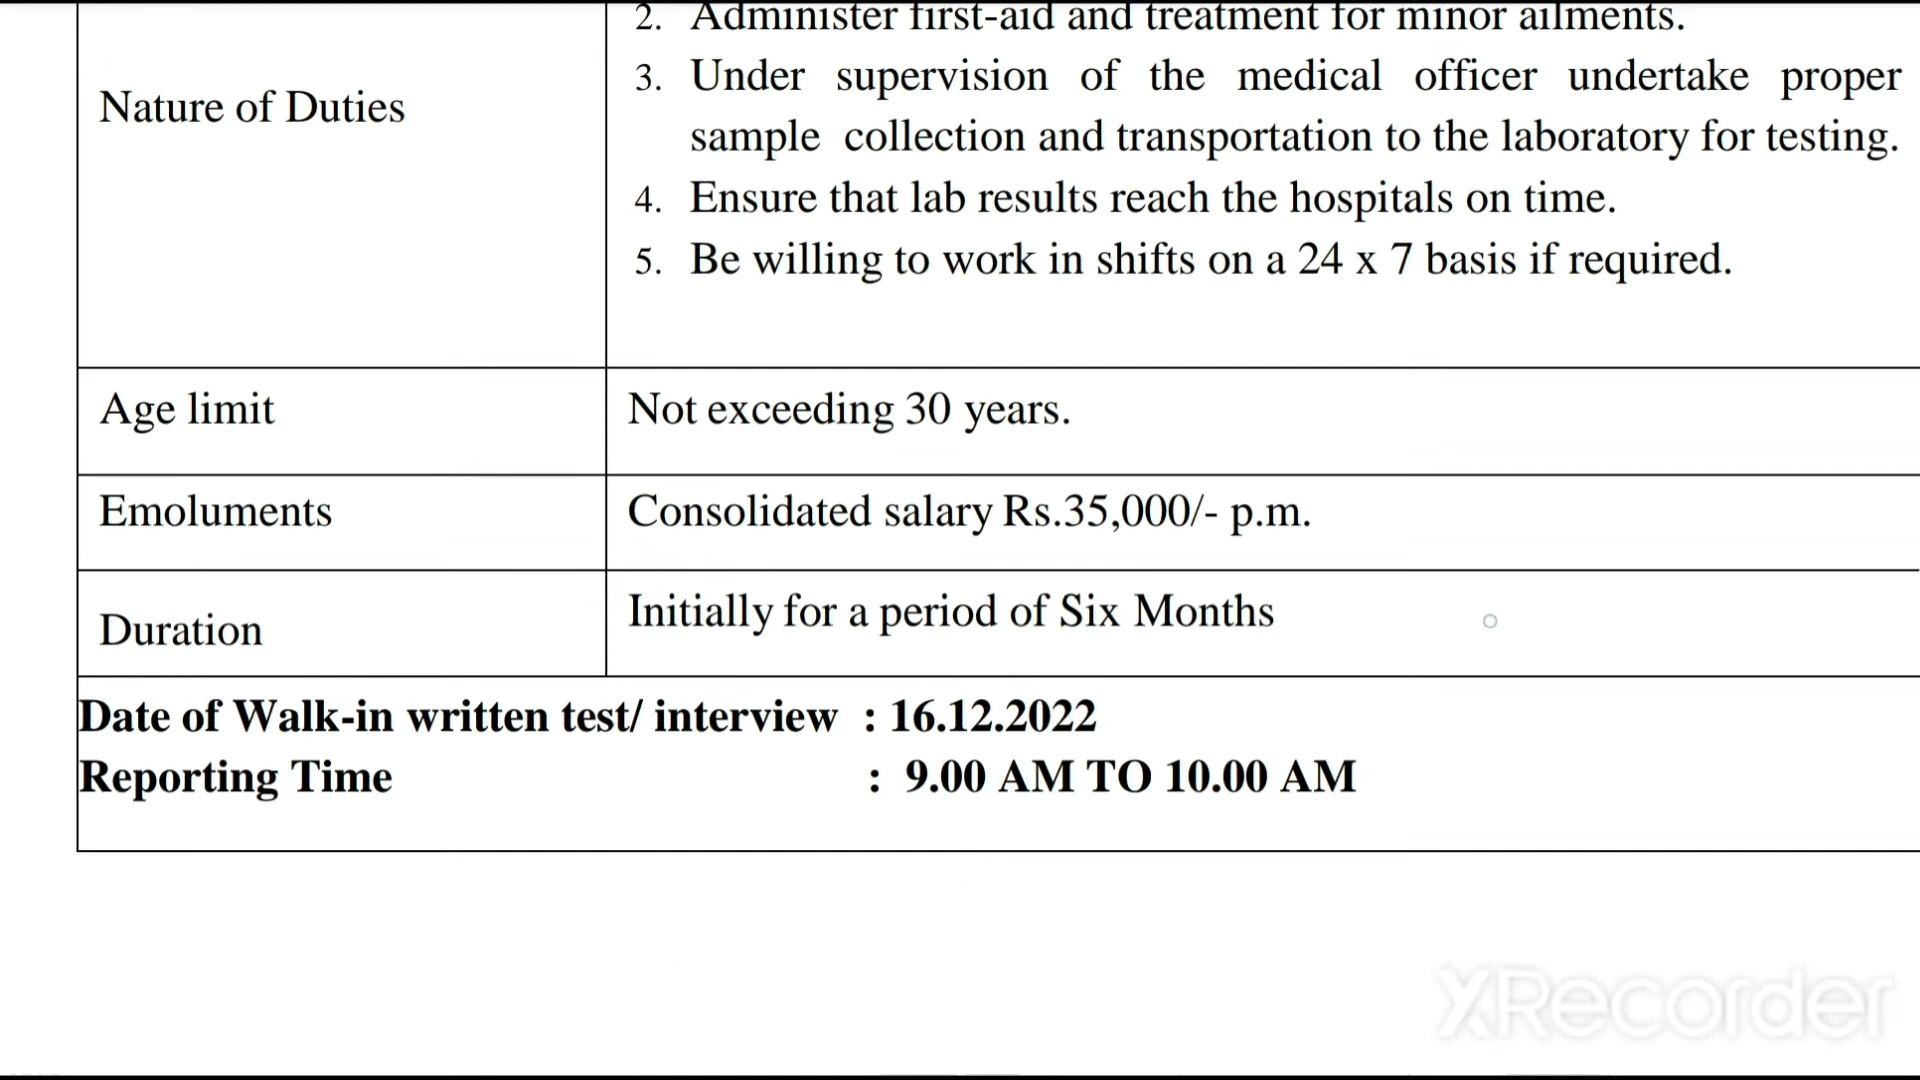 2. Administer first-aid and treatment for minor ailments.
Nature of Duties
3. Under supervision of the medical officer undertake proper
sample collection and transportation to the laboratory for testing.
4. Ensure that lab results reach the hospitals on time.
5. Be willing to work in shifts on a 24 x 7 basis if required.
Age limit
Not exceeding 30 years.
Emoluments
Consolidated salary Rs.35,000/- p.m.
Duration
Initially for a period of Six Months
Date of Walk-in written test/ interview : 16.12.2022
Reporting Time : 9.00 AM TO 10.00 AM
XRecorder